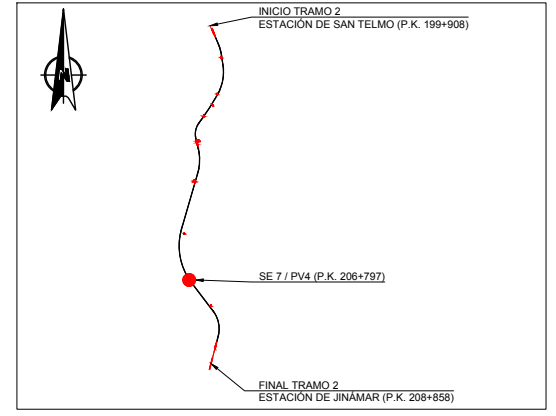 INICIO TRAMO 2
ESTACIÓN DE SAN TELMO (P.K. 199+908)
N
SE 7 / PV4 (P.K. 206+797)
FINAL TRAMO 2
ESTACIÓN DE JINÁMAR (P.K. 208+858)